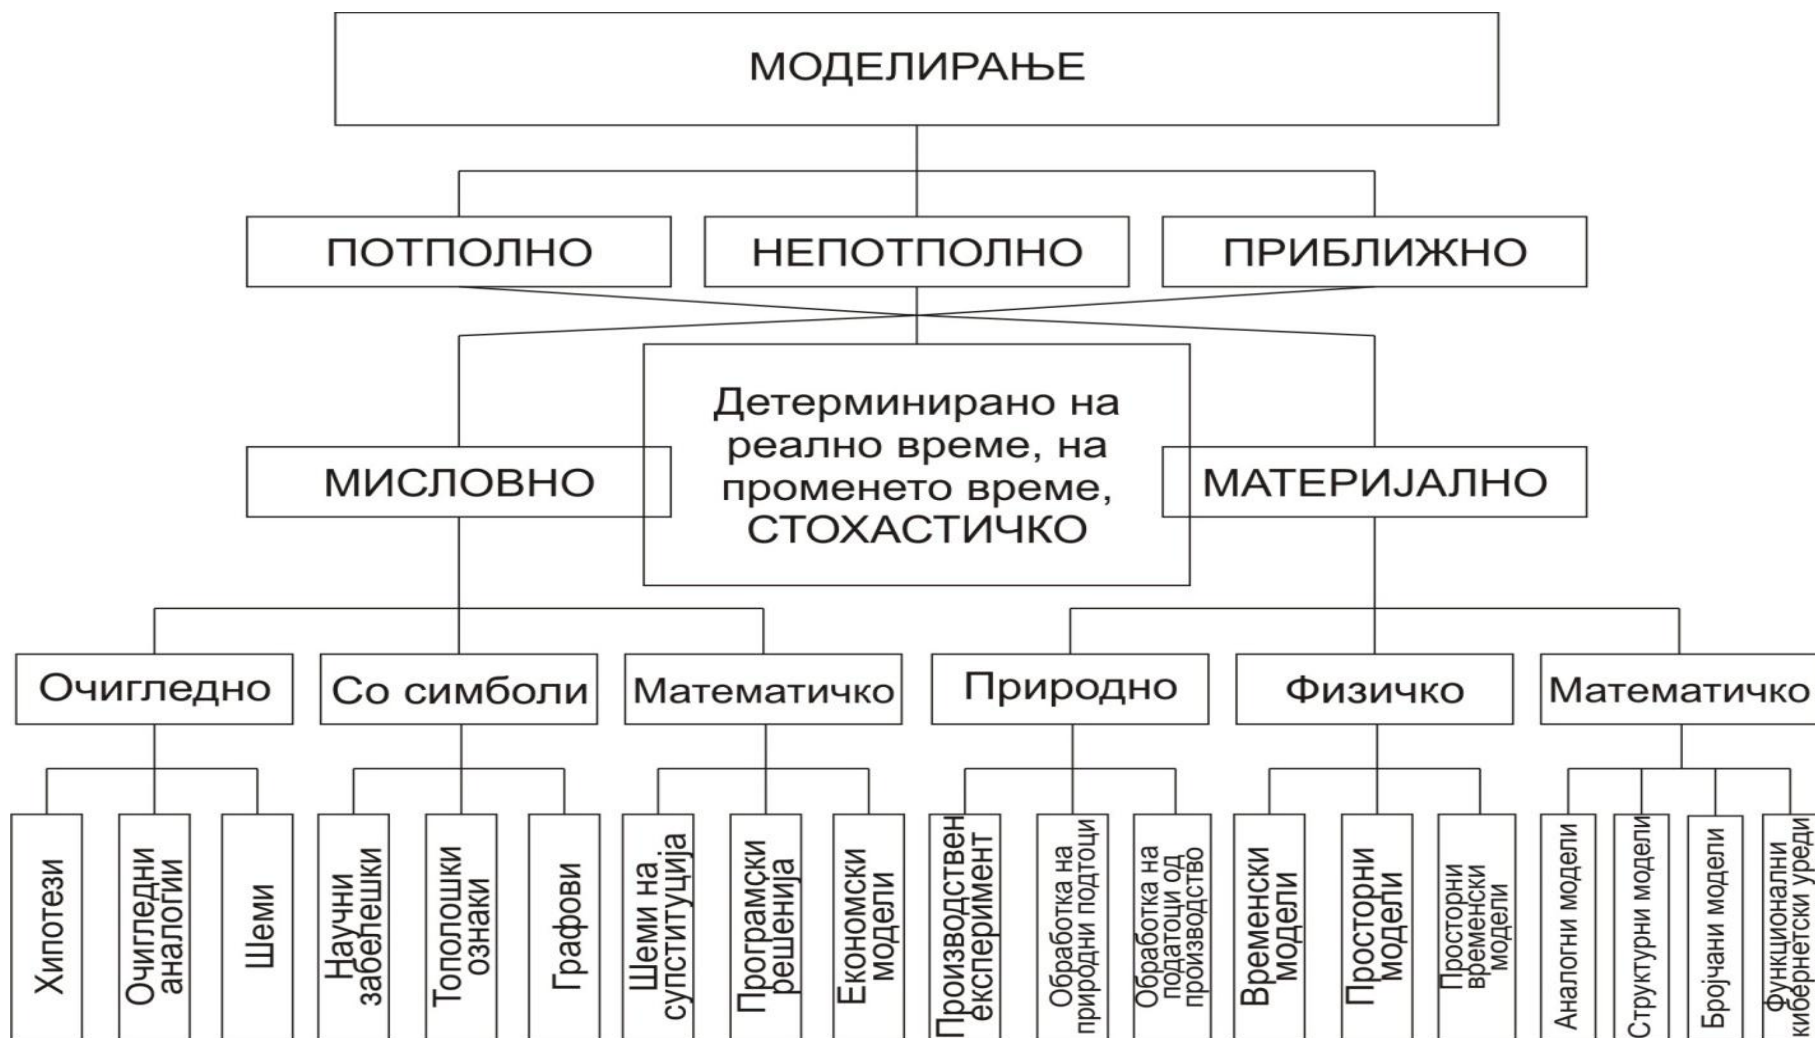 МОДЕЛИРАЊЕ
ПОТПОЛНО
НЕПОТПОЛНО
ПРИБЛИЖНО
Детерминирано на
реално време, на
променето време,
СТОХАСТИЧКО
МИСЛОВНО
МАТЕРИЈАЛНО
Очигледно
Со симболи
Математичко
Природно
Физичко
Математичко
Хипотези
Очигледни
аналогии
Шеми
Научни
забелешки
Тополошки
ознаки
Графови
Шеми на
супституција
Програмски
решенија
Економски
модели
Производствен
експеримент
Обработка на
природни подтоци
Обработка на
податоци од
производство
Временски
модели
Просторни
модели
Просторни
временски
модели
Аналогни модели
Структурни модели
Бројчани модели
Функционални
кибернетски уреди